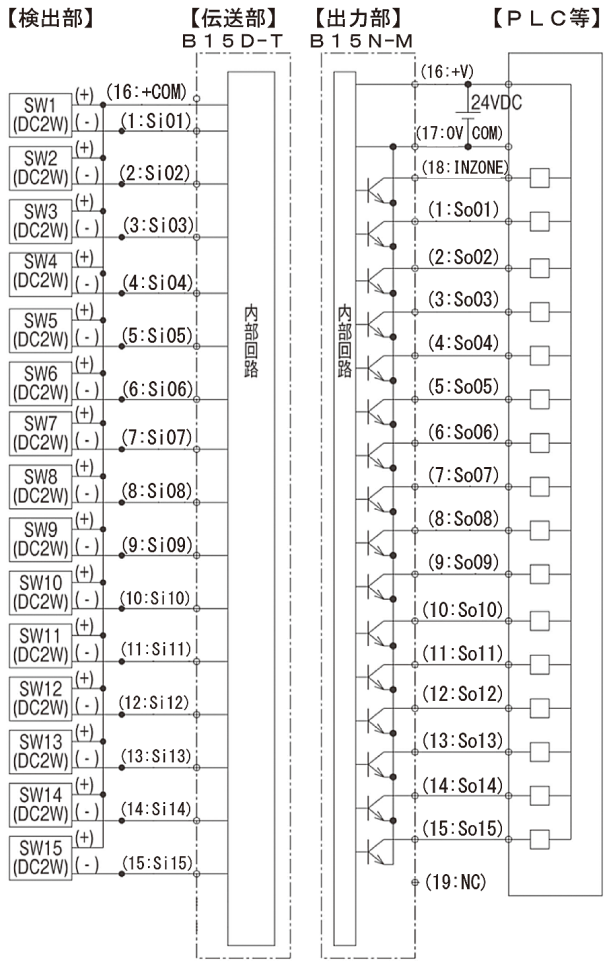 【検出部】
【伝送部】
【出力部】
【ＰＬＣ等】
Ｂ１５Ｄ-Ｔ
Ｂ１５Ｎ-Ｍ
SW1
(DC2W)
(+)
(-)
(16:+COM)
(1:Si01)
SW2
(DC2W)
(+)
(-)
(2:Si02)
SW3
(DC2W)
(+)
(-)
(3:Si03)
SW4
(DC2W)
(+)
(-)
(4:Si04)
SW5
(DC2W)
(+)
(-)
(5:Si05)
SW6
(DC2W)
(+)
(-)
(6:Si06)
SW7
(DC2W)
(+)
(-)
(7:Si07)
SW8
(DC2W)
(+)
(-)
(8:Si08)
SW9
(DC2W)
(+)
(-)
(9:Si09)
SW10
(DC2W)
(+)
(-)
(10:Si10)
SW11
(DC2W)
(+)
(-)
(11:Si11)
SW12
(DC2W)
(+)
(-)
(12:Si12)
SW13
(DC2W)
(+)
(-)
(13:Si13)
SW14
(DC2W)
(+)
(-)
(14:Si14)
SW15
(DC2W)
(+)
(-)
(15:Si15)
内部回路
内部回路
(16:+V)
24VDC
(17:0V COM)
(18:INZONE)
(1:So01)
(2:So02)
(3:So03)
(4:So04)
(5:So05)
(6:So06)
(7:So07)
(8:So08)
(9:So09)
(10:So10)
(11:So11)
(12:So12)
(13:So13)
(14:So14)
(15:So15)
(19:NC)